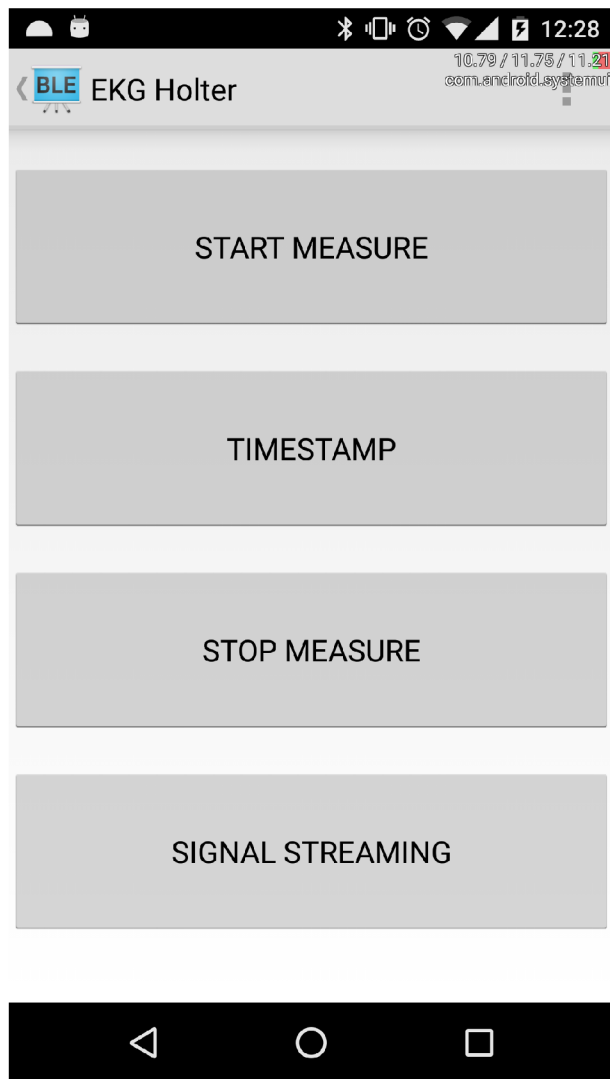 12:28
10.79 / 11.75 / 11.21
com.android.systemui
BLE
EKG Holter
START MEASURE
TIMESTAMP
STOP MEASURE
SIGNAL STREAMING